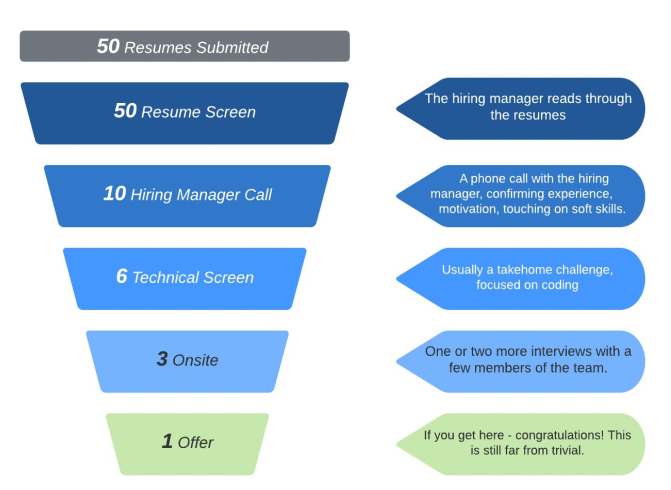 50 Resumes Submitted
50 Resume Screen
The hiring manager reads through
the resumes
10 Hiring Manager Call
A phone call with the hiring
manager, confirming experience,
motivation, touching on soft skills.
6 Technical Screen
Usually a takehome challenge,
focused on coding
3 Onsite
One or two more interviews with a
few members of the team.
1 Offer
If you get here - congratulations! This
is still far from trivial.